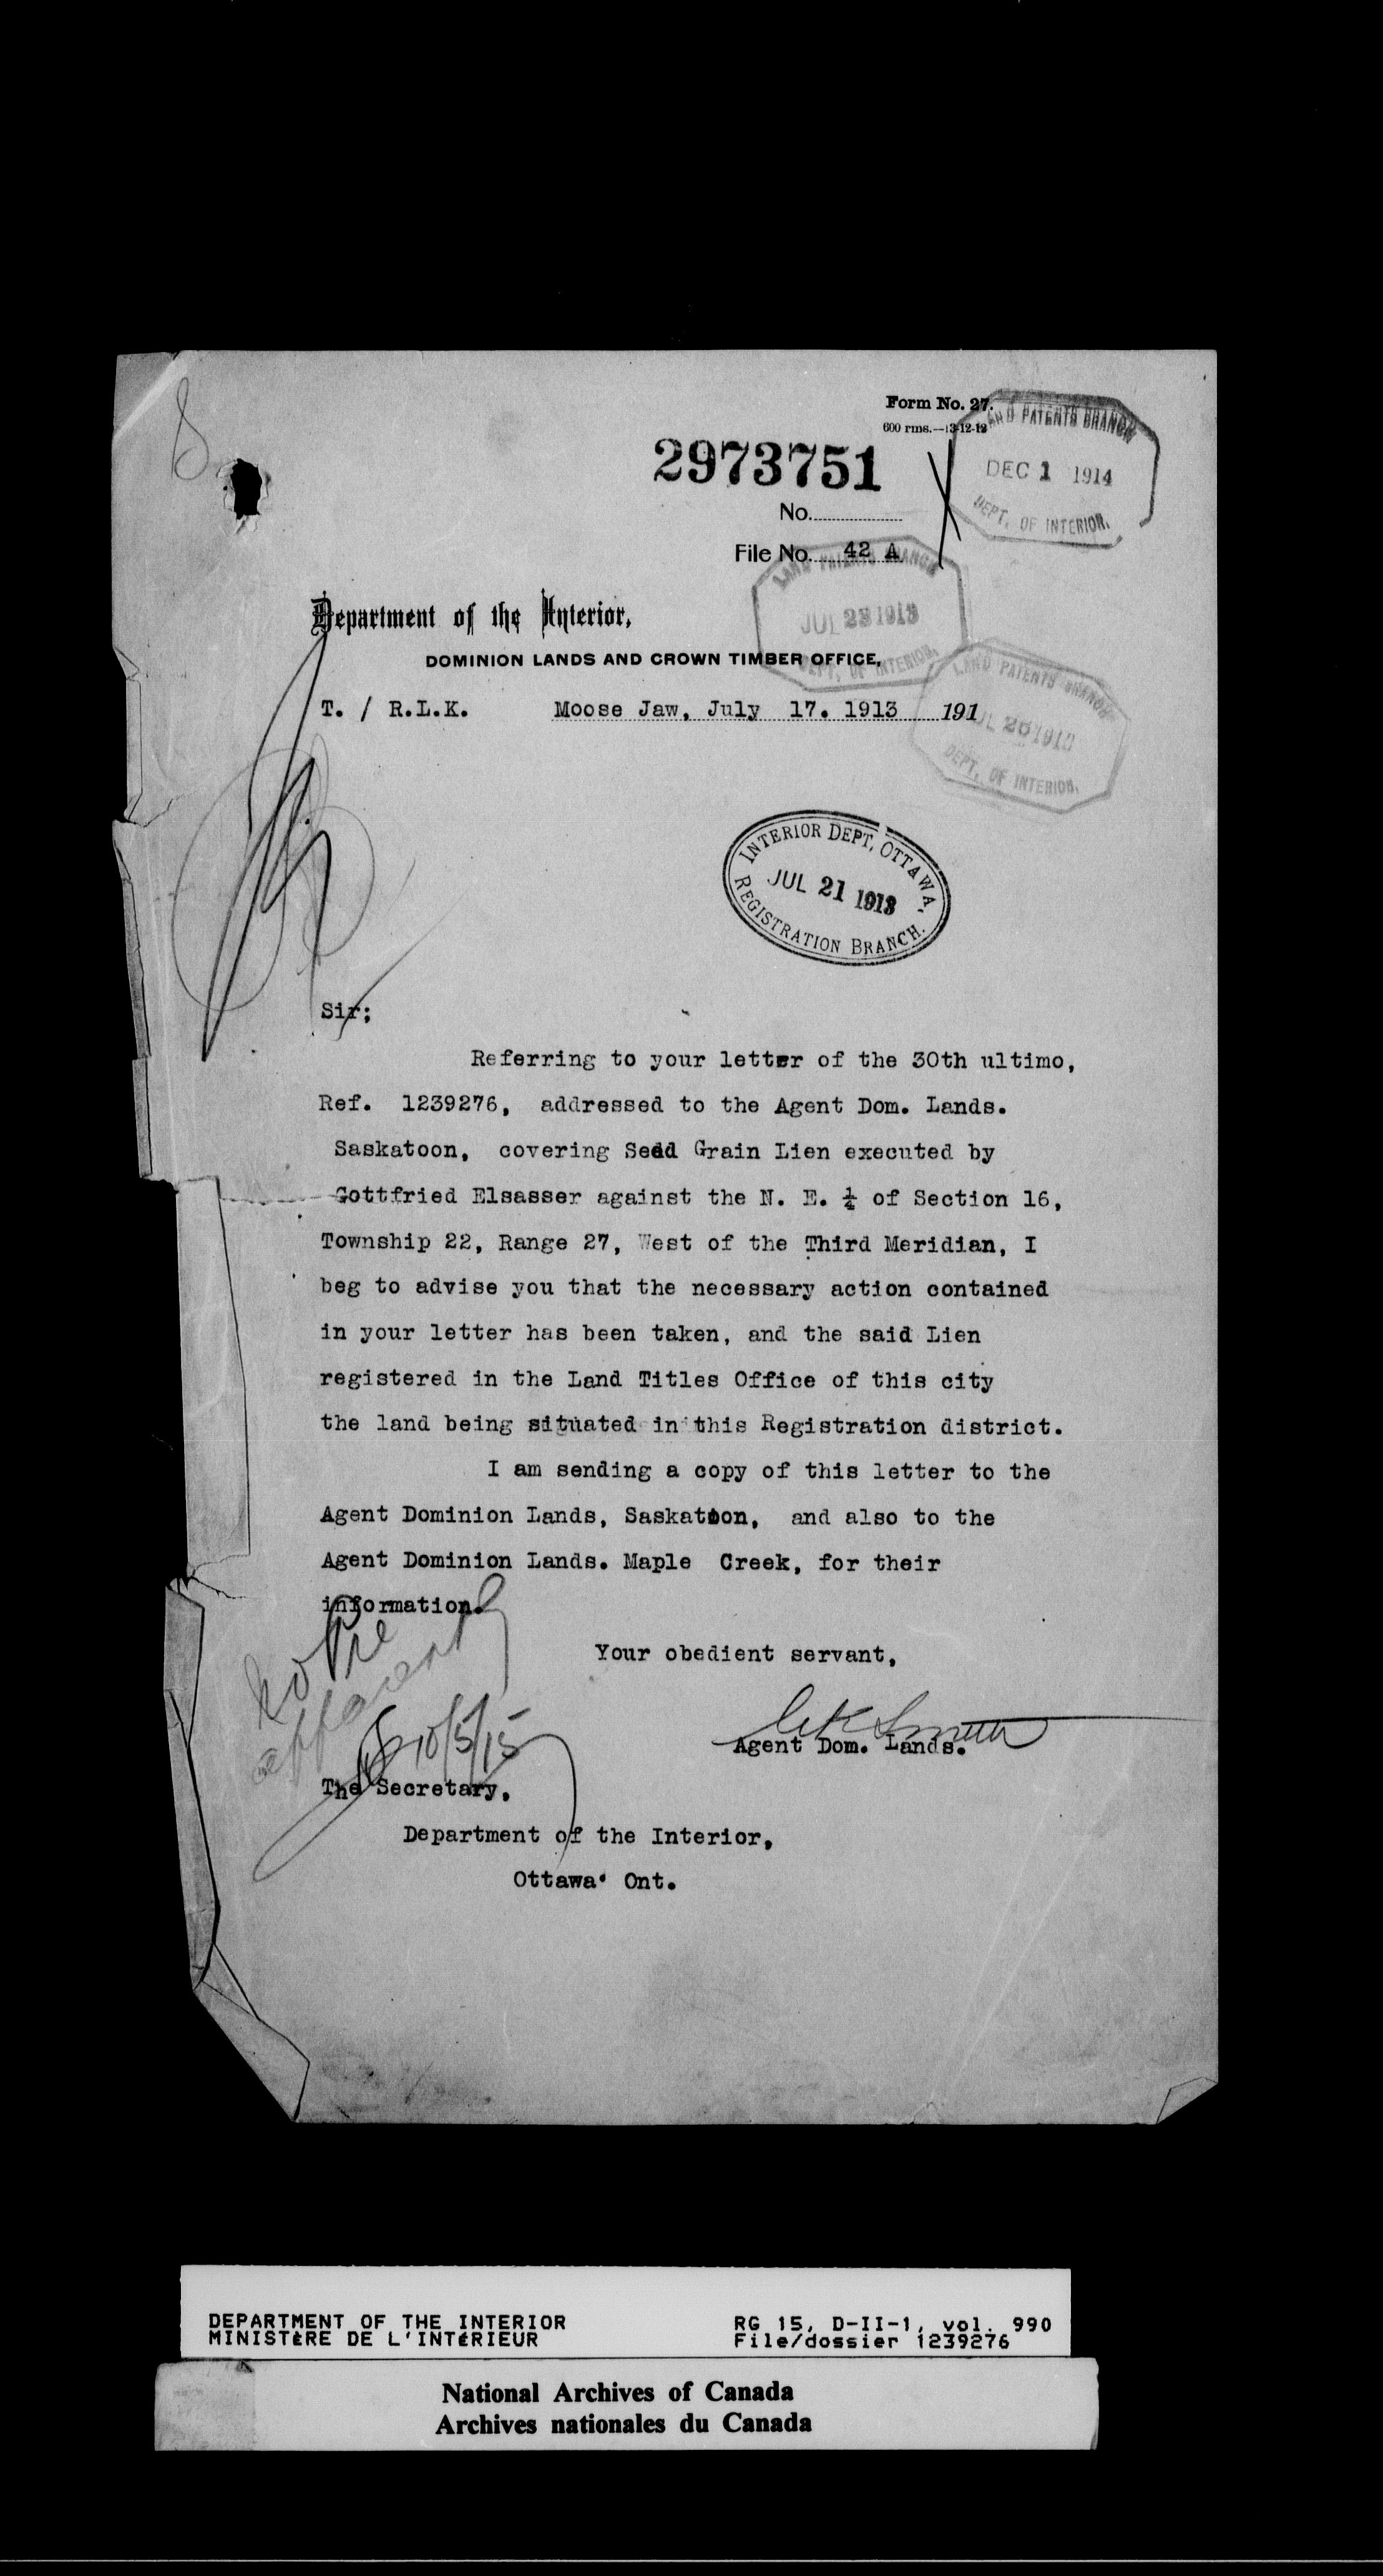 Form No. 27.
600 rms.—13-12-12
LAND PATENTS BRANCH
DEC 1 1914
DEPT. OF INTERIOR.
2973751
No.
File No. 42 A
LAND PATENTS BRANCH
JUL 23 1913
DEPT. OF INTERIOR.
Department of the Interior,
DOMINION LANDS AND CROWN TIMBER OFFICE,
LAND PATENTS BRANCH
DEPT. OF INTERIOR.
T. / R.L.K. Moose Jaw, July 17. 1913 191
INTERIOR DEPT, OTTAWA,
JUL 21 1913
REGISTRATION BRANCH.
Sir;
Referring to your letter of the 30th ultimo,
Ref. 1239276, addressed to the Agent Dom. Lands.
Saskatoon, covering Seed Grain Lien executed by
Gottfried Elsasser against the N. E. ¼ of Section 16,
Township 22, Range 27, West of the Third Meridian, I
beg to advise you that the necessary action contained
in your letter has been taken, and the said Lien
registered in the Land Titles Office of this city
the land being situated in this Registration district.
I am sending a copy of this letter to the
Agent Dominion Lands, Saskatoon, and also to the
Agent Dominion Lands. Maple Creek, for their
information.
Your obedient servant,
Smith
Agent Dom. Lands.
10/5/15
The Secretary,
Department of the Interior,
Ottawa' Ont.
DEPARTMENT OF THE INTERIOR
MINISTÈRE DE L'INTÉRIEUR
RG 15, D-II-1, vol. 990
File/dossier 1239276
National Archives of Canada
Archives nationales du Canada